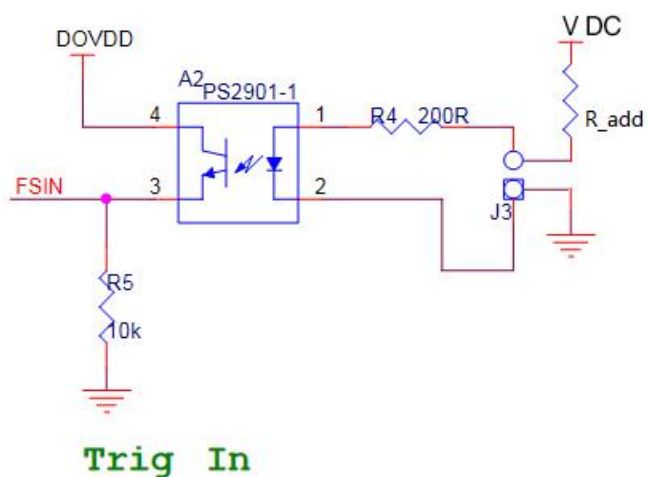 DOVDD
V DC
A2
PS2901-1
4
1
R4 200R
R_add
FSIN
3
2
J3
R5
10k
Trig In